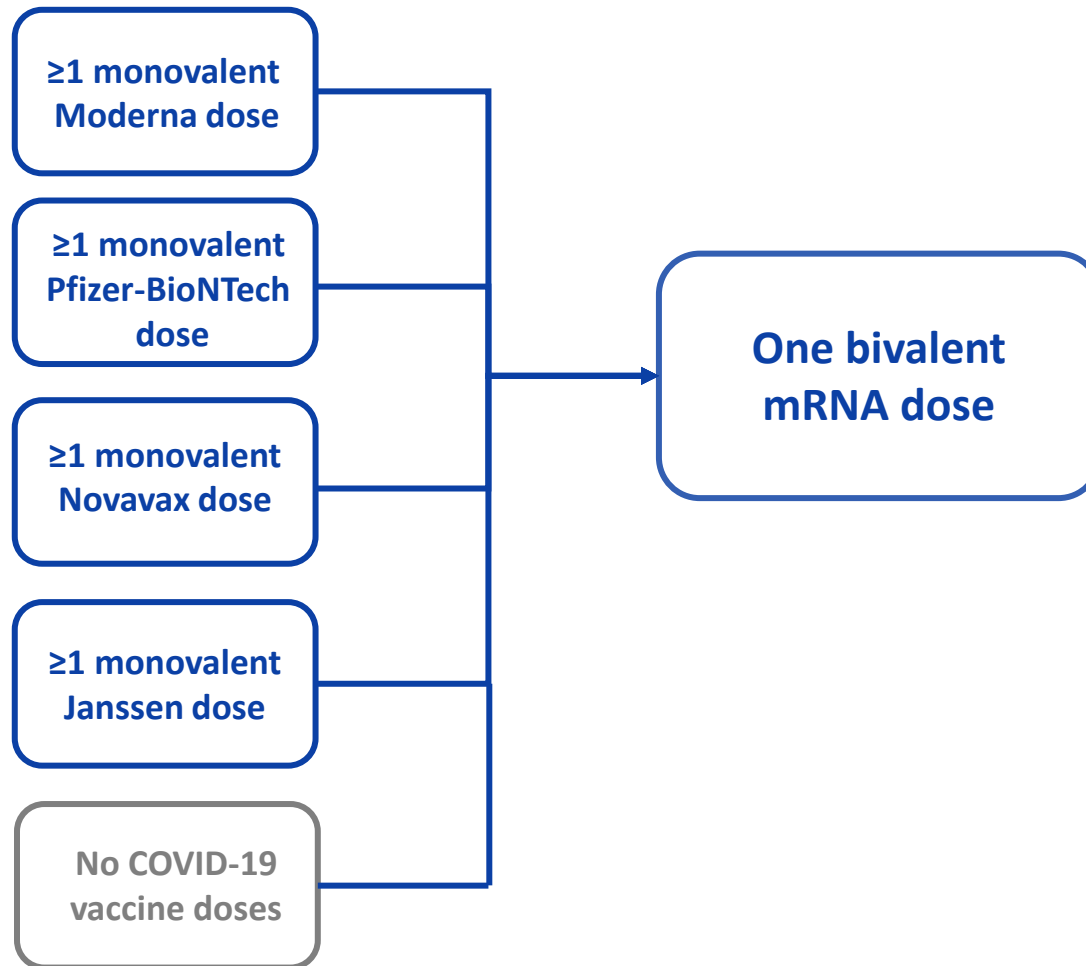 ≥1 monovalent
Moderna dose
≥1 monovalent
Pfizer-BioNTech
dose
≥1 monovalent
Novavax dose
≥1 monovalent
Janssen dose
No COVID-19
vaccine doses
One bivalent
mRNA dose